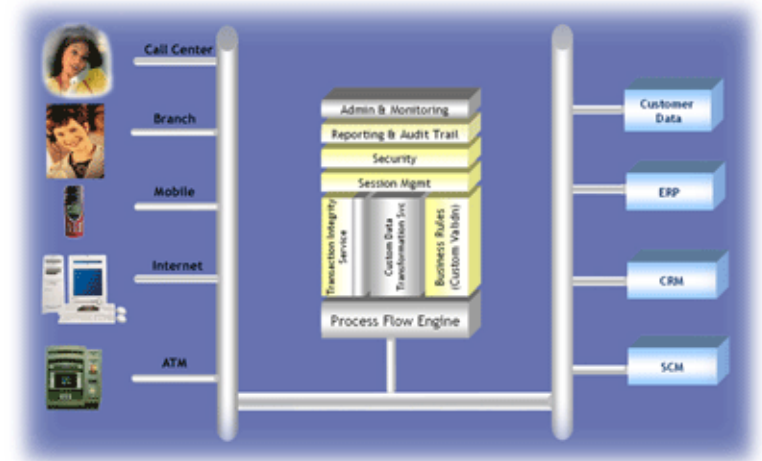 Call Center
Branch
Mobile
Internet
ATM
Admin & Monitoring
Reporting & Audit Trail
Security
Session Mgmt
Transaction Integrity
Service
Custom Data
Transformation Svc
Business Rules
(Custom Validn)
Process Flow Engine
Customer
Data
ERP
CRM
SCM